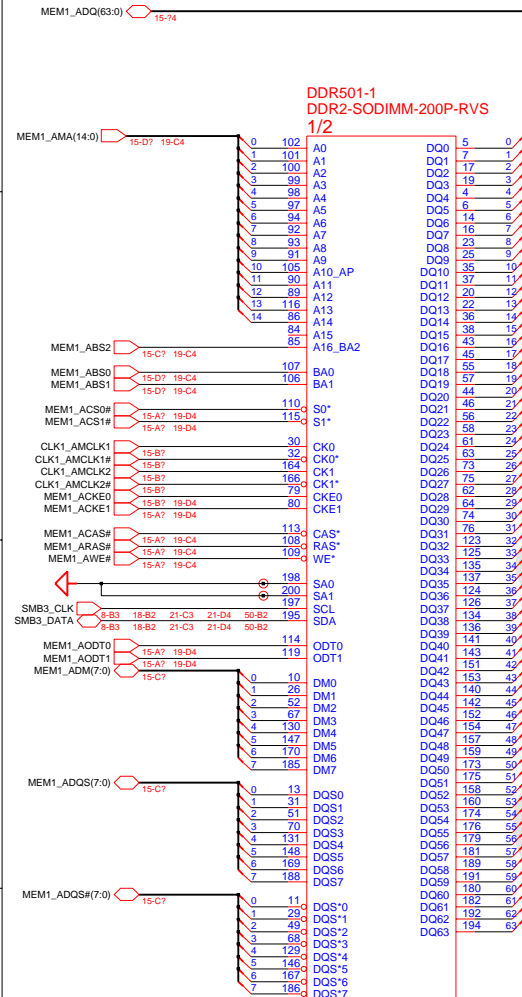 MEM1_ADQ(63:0)
15-?4
DDR501-1
DDR2-SODIMM-200P-RVS
1/2
MEM1_AMA(14:0)
15-D? 19-C4
0 102 A0
1 101 A1
2 100 A2
3 99 A3
4 98 A4
5 97 A5
6 94 A6
7 92 A7
8 93 A8
9 91 A9
10 105 A10_AP
11 90 A11
12 89 A12
13 116 A13
14 86 A14
84 A15
MEM1_ABS2 85 A16_BA2
15-C? 19-C4
MEM1_ABS0 107 BA0
15-D? 19-C4
MEM1_ABS1 106 BA1
15-D? 19-C4
MEM1_ACS0# 110 S0*
15-A? 19-D4
MEM1_ACS1# 115 S1*
15-A? 19-D4
CLK1_AMCLK1 30 CK0
15-B?
CLK1_AMCLK1# 32 CK0*
15-B?
CLK1_AMCLK2 164 CK1
15-B?
CLK1_AMCLK2# 166 CK1*
15-B?
MEM1_ACKE0 79 CKE0
15-B? 19-D4
MEM1_ACKE1 80 CKE1
15-A? 19-D4
MEM1_ACAS# 113 CAS*
15-A? 19-C4
MEM1_ARAS# 108 RAS*
15-A? 19-C4
MEM1_AWE# 109 WE*
15-A? 19-C4
198 SA0
200 SA1
SMB3_CLK 197 SCL
8-B3 18-B2 21-C3 21-D4 50-B2
SMB3_DATA 195 SDA
8-B3 18-B2 21-C3 21-D4 50-B2
MEM1_AODT0 114 ODT0
15-A? 19-D4
MEM1_AODT1 119 ODT1
15-A? 19-D4
MEM1_ADM(7:0)
15-C?
0 10 DM0
1 26 DM1
2 52 DM2
3 67 DM3
4 130 DM4
5 147 DM5
6 170 DM6
7 185 DM7
MEM1_ADQS(7:0)
15-C?
0 13 DQS0
1 31 DQS1
2 51 DQS2
3 70 DQS3
4 131 DQS4
5 148 DQS5
6 169 DQS6
7 188 DQS7
MEM1_ADQS#(7:0)
15-C?
0 11 DQS*0
1 29 DQS*1
2 49 DQS*2
3 68 DQS*3
4 129 DQS*4
5 146 DQS*5
6 167 DQS*6
7 186 DQS*7
DQ0 5 0
DQ1 7 1
DQ2 17 2
DQ3 19 3
DQ4 4 4
DQ5 6 5
DQ6 14 6
DQ7 16 7
DQ8 23 8
DQ9 25 9
DQ10 35 10
DQ11 37 11
DQ12 20 12
DQ13 22 13
DQ14 36 14
DQ15 38 15
DQ16 43 16
DQ17 45 17
DQ18 55 18
DQ19 57 19
DQ20 44 20
DQ21 46 21
DQ22 56 22
DQ23 58 23
DQ24 61 24
DQ25 63 25
DQ26 73 26
DQ27 75 27
DQ28 62 28
DQ29 64 29
DQ30 74 30
DQ31 76 31
DQ32 123 32
DQ33 125 33
DQ34 135 34
DQ35 137 35
DQ36 124 36
DQ37 126 37
DQ38 134 38
DQ39 136 39
DQ40 141 40
DQ41 143 41
DQ42 151 42
DQ43 153 43
DQ44 140 44
DQ45 142 45
DQ46 152 46
DQ47 154 47
DQ48 157 48
DQ49 159 49
DQ50 173 50
DQ51 175 51
DQ52 158 52
DQ53 160 53
DQ54 174 54
DQ55 176 55
DQ56 179 56
DQ57 181 57
DQ58 189 58
DQ59 191 59
DQ60 180 60
DQ61 182 61
DQ62 192 62
DQ63 194 63